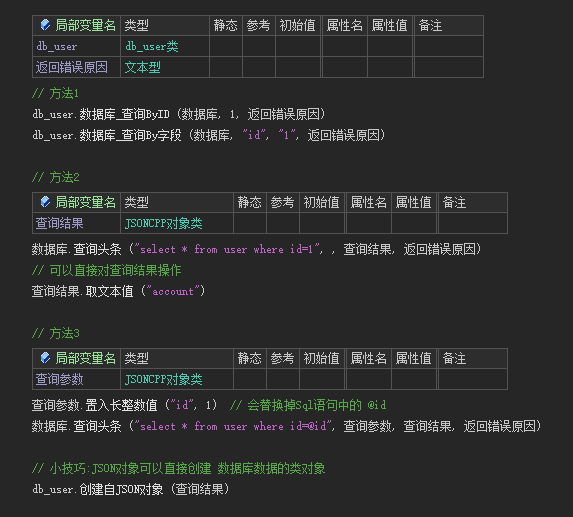 局部变量名 类型 静态 参考 初始值 属性名 属性值 备注
db_user db_user类
返回错误原因 文本型
// 方法1
db_user.数据库_查询ByID (数据库, 1, 返回错误原因)
db_user.数据库_查询By字段 (数据库, "id", "1", 返回错误原因)
// 方法2
局部变量名 类型 静态 参考 初始值 属性名 属性值 备注
查询结果 JSONCPP对象类
数据库.查询头条 ("select * from user where id=1", , 查询结果, 返回错误原因)
// 可以直接对查询结果操作
查询结果.取文本值 ("account")
// 方法3
局部变量名 类型 静态 参考 初始值 属性名 属性值 备注
查询参数 JSONCPP对象类
查询参数.置入长整数值 ("id", 1) // 会替换掉Sql语句中的 @id
数据库.查询头条 ("select * from user where id=@id", 查询参数, 查询结果, 返回错误原因)
// 小技巧:JSON对象可以直接创建 数据库数据的类对象
db_user.创建自JSON对象 (查询结果)